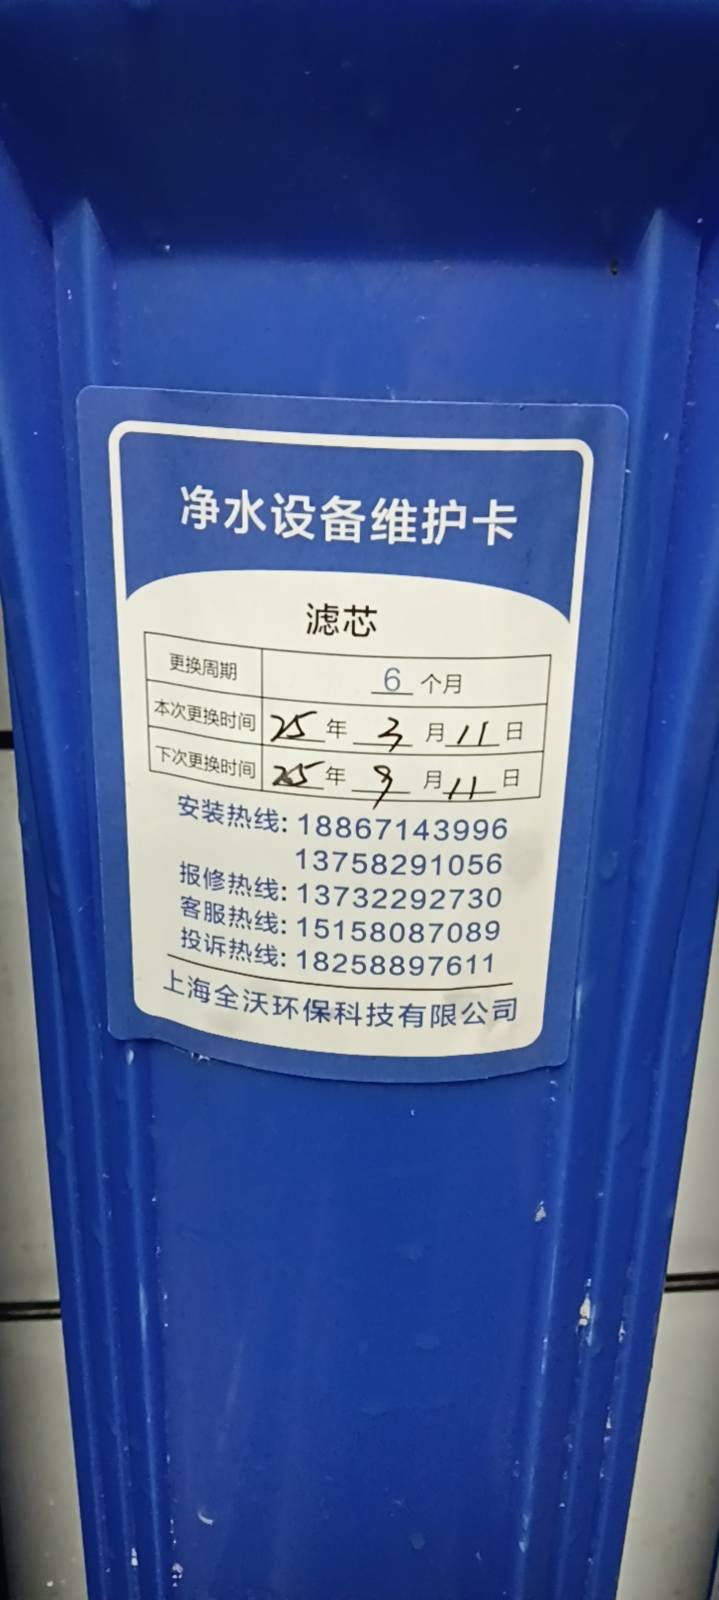 净水设备维护卡
滤芯
更换周期 6 个月
本次更换时间 25 年 3 月 11 日
下次更换时间 25 年 9 月 11 日
安装热线: 18867143996
13758291056
报修热线: 13732292730
客服热线: 15158087089
投诉热线: 18258897611
上海全沃环保科技有限公司